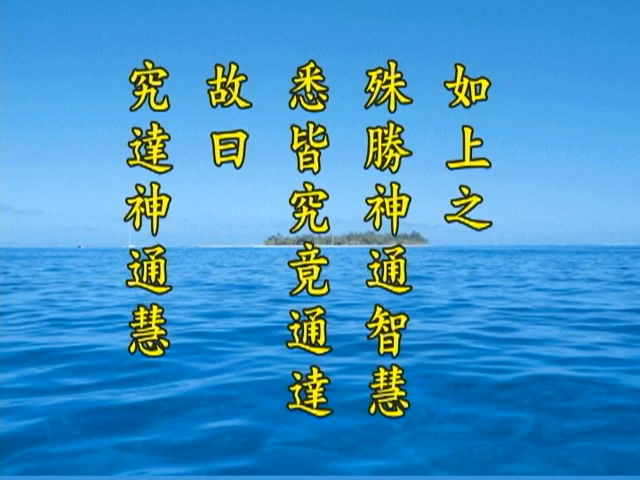 如上之
殊勝神通智慧
悉皆究竟通達
故曰
究達神通慧